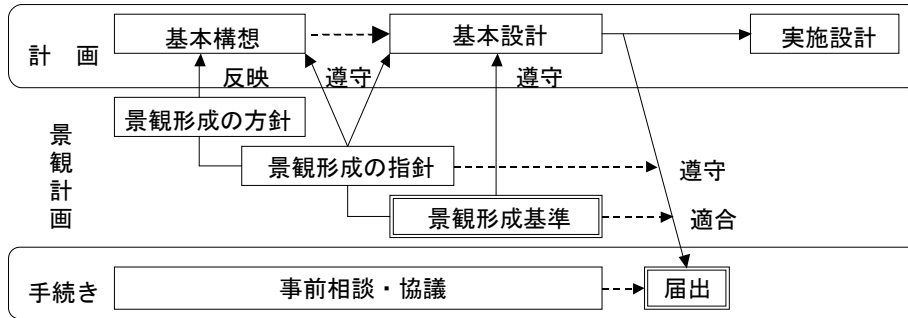 計　画
基本構想
基本設計
実施設計
反映
遵守
遵守
景観計画
景観形成の方針
景観形成の指針
遵守
景観形成基準
適合
手続き
事前相談・協議
届出